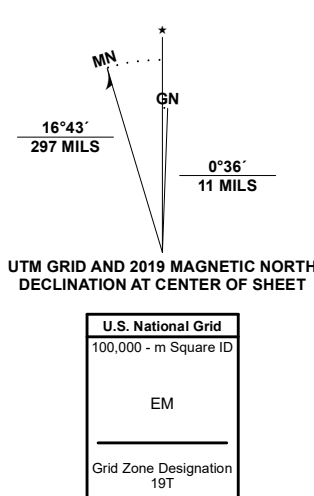 ★
MN
GN
16°43´
297 MILS
0°36´
11 MILS
UTM GRID AND 2019 MAGNETIC NORTH
DECLINATION AT CENTER OF SHEET
U.S. National Grid
100,000 - m Square ID
EM
Grid Zone Designation
19T